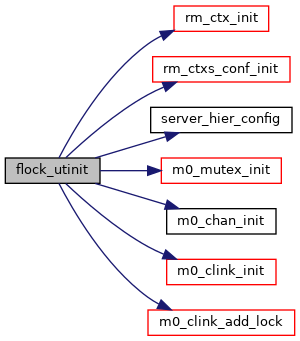 rm_ctx_init
rm_ctxs_conf_init
server_hier_config
flock_utinit
m0_mutex_init
m0_chan_init
m0_clink_init
m0_clink_add_lock